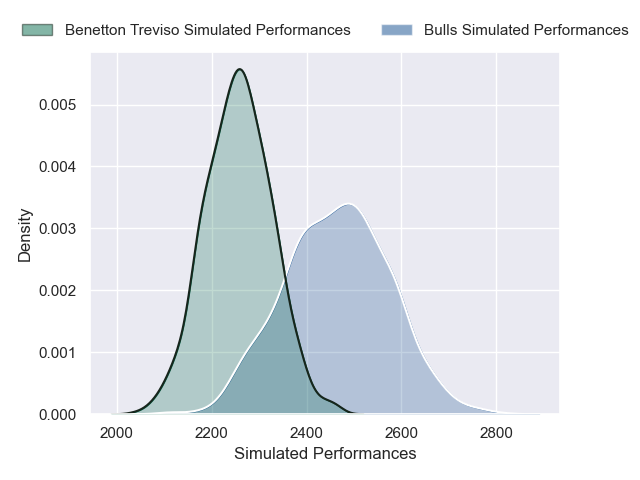 Benetton Treviso Simulated Performances Bulls Simulated Performances
0.005
0.004
0.003
0.002
0.001
0.000
Density
2000 2200 2400 2600 2800
Simulated Performances